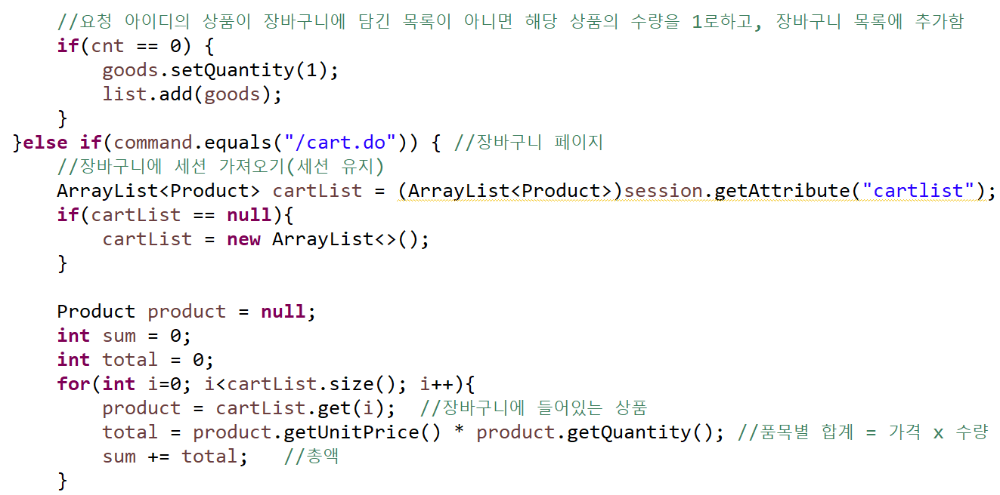 //요청 아이디의 상품이 장바구니에 담긴 목록이 아니면 해당 상품의 수량을 1로하고, 장바구니 목록에 추가함
if(cnt == 0) {
goods.setQuantity(1);
list.add(goods);
}
}else if(command.equals("/cart.do")) { //장바구니 페이지
//장바구니에 세션 가져오기(세션 유지)
ArrayList<Product> cartList = (ArrayList<Product>)session.getAttribute("cartlist");
if(cartList == null){
cartList = new ArrayList<>();
}
Product product = null;
int sum = 0;
int total = 0;
for(int i=0; i<cartList.size(); i++){
product = cartList.get(i); //장바구니에 들어있는 상품
total = product.getUnitPrice() * product.getQuantity(); //품목별 합계 = 가격 x 수량
sum += total; //총액
}